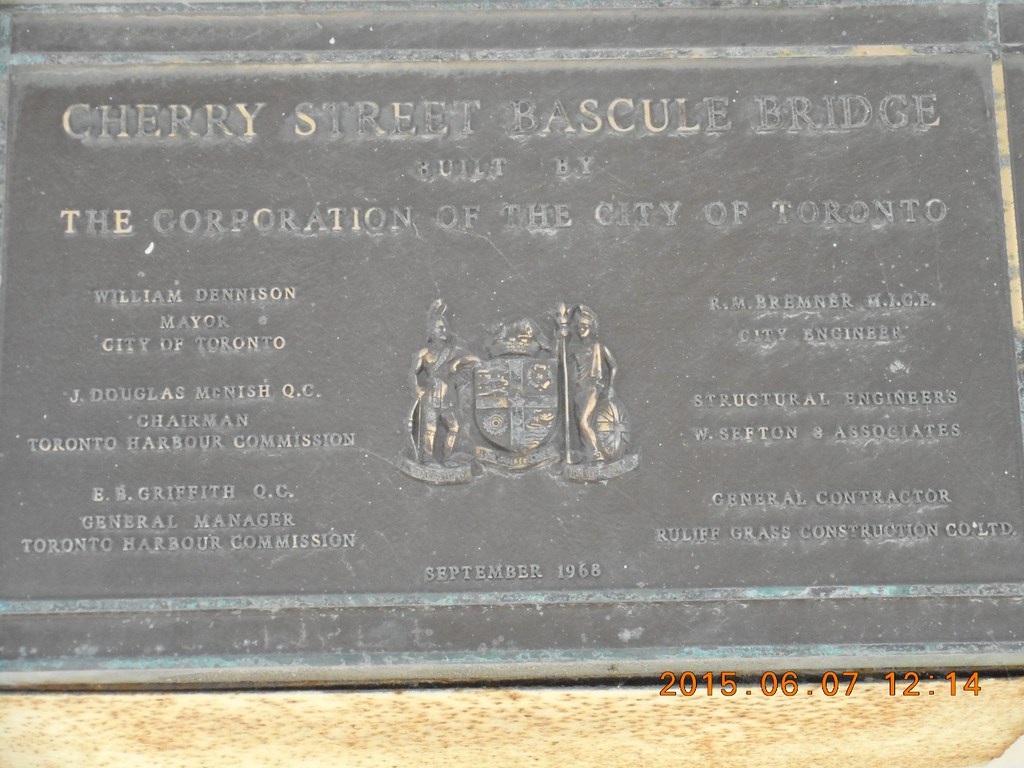 CHERRY STREET BASCULE BRIDGE
BUILT BY
THE CORPORATION OF THE CITY OF TORONTO
WILLIAM DENNISON
MAYOR
CITY OF TORONTO
J. DOUGLAS McNISH Q.C.
CHAIRMAN
TORONTO HARBOUR COMMISSION
E. B. GRIFFITH Q.C.
GENERAL MANAGER
TORONTO HARBOUR COMMISSION
R. M. BREMNER M.I.C.E.
CITY ENGINEER
STRUCTURAL ENGINEERS
W. SEFTON & ASSOCIATES
GENERAL CONTRACTOR
RULIFF GRASS CONSTRUCTION CO. LTD.
SEPTEMBER 1968
2015.06.07 12:14